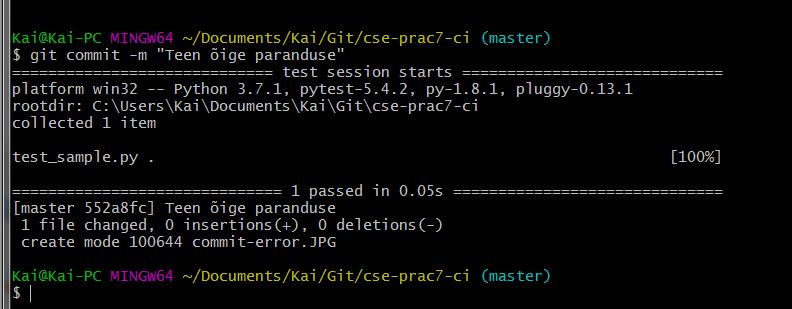 Kai@Kai-PC MINGW64 ~/Documents/Kai/Git/cse-prac7-ci (master)
$ git commit -m "Teen õige paranduse"
============================= test session starts =============================
platform win32 -- Python 3.7.1, pytest-5.4.2, py-1.8.1, pluggy-0.13.1
rootdir: C:\Users\Kai\Documents\Kai\Git\cse-prac7-ci
collected 1 item
test_sample.py . [100%]
============================== 1 passed in 0.05s ==============================
[master 552a8fc] Teen õige paranduse
1 file changed, 0 insertions(+), 0 deletions(-)
create mode 100644 commit-error.JPG
Kai@Kai-PC MINGW64 ~/Documents/Kai/Git/cse-prac7-ci (master)
$